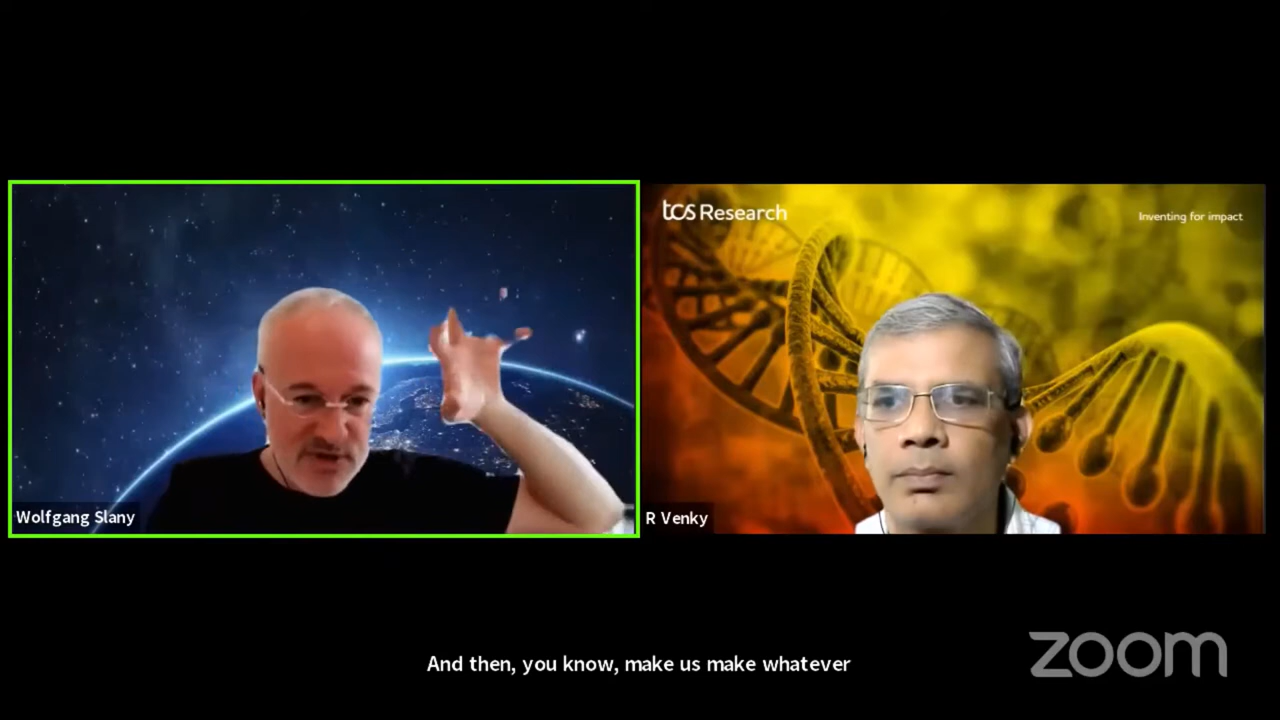 tcs Research
Inventing for impact
Wolfgang Slany
R Venky
And then, you know, make us make whatever
zoom